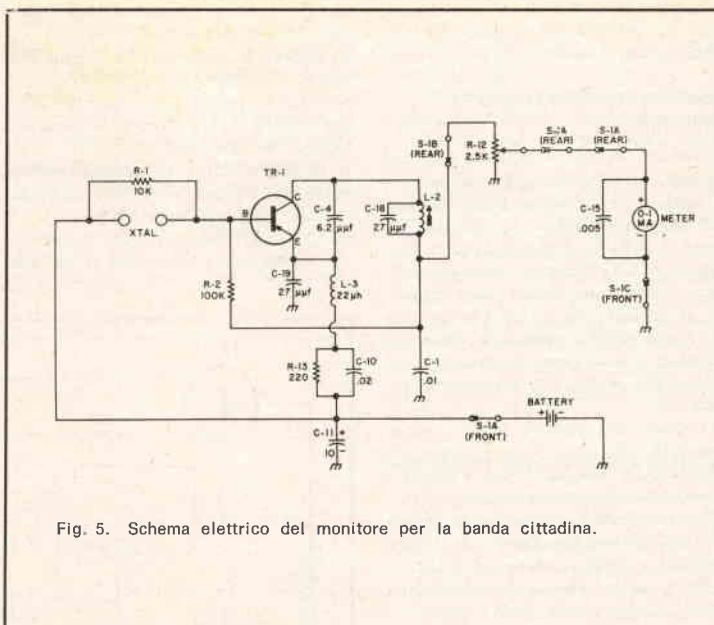 R-1
10K
XTAL.
B
TR-1
C
E
R-2
100K
C-19
27 µµf
C-4
6.2 µµf
L-3
22µh
C-18
27 µµf
L-2
R-13
220
C-10
.02
C-11
10
+
-
C-1
.01
S-1B
(REAR)
R-12
2.5K
S-1A
(REAR)
S-1A
(REAR)
C-15
.005
+
0-1
MA
-
METER
S-1C
(FRONT)
S-1A
(FRONT)
BATTERY
+ -
Fig. 5. Schema elettrico del monitore per la banda cittadina.